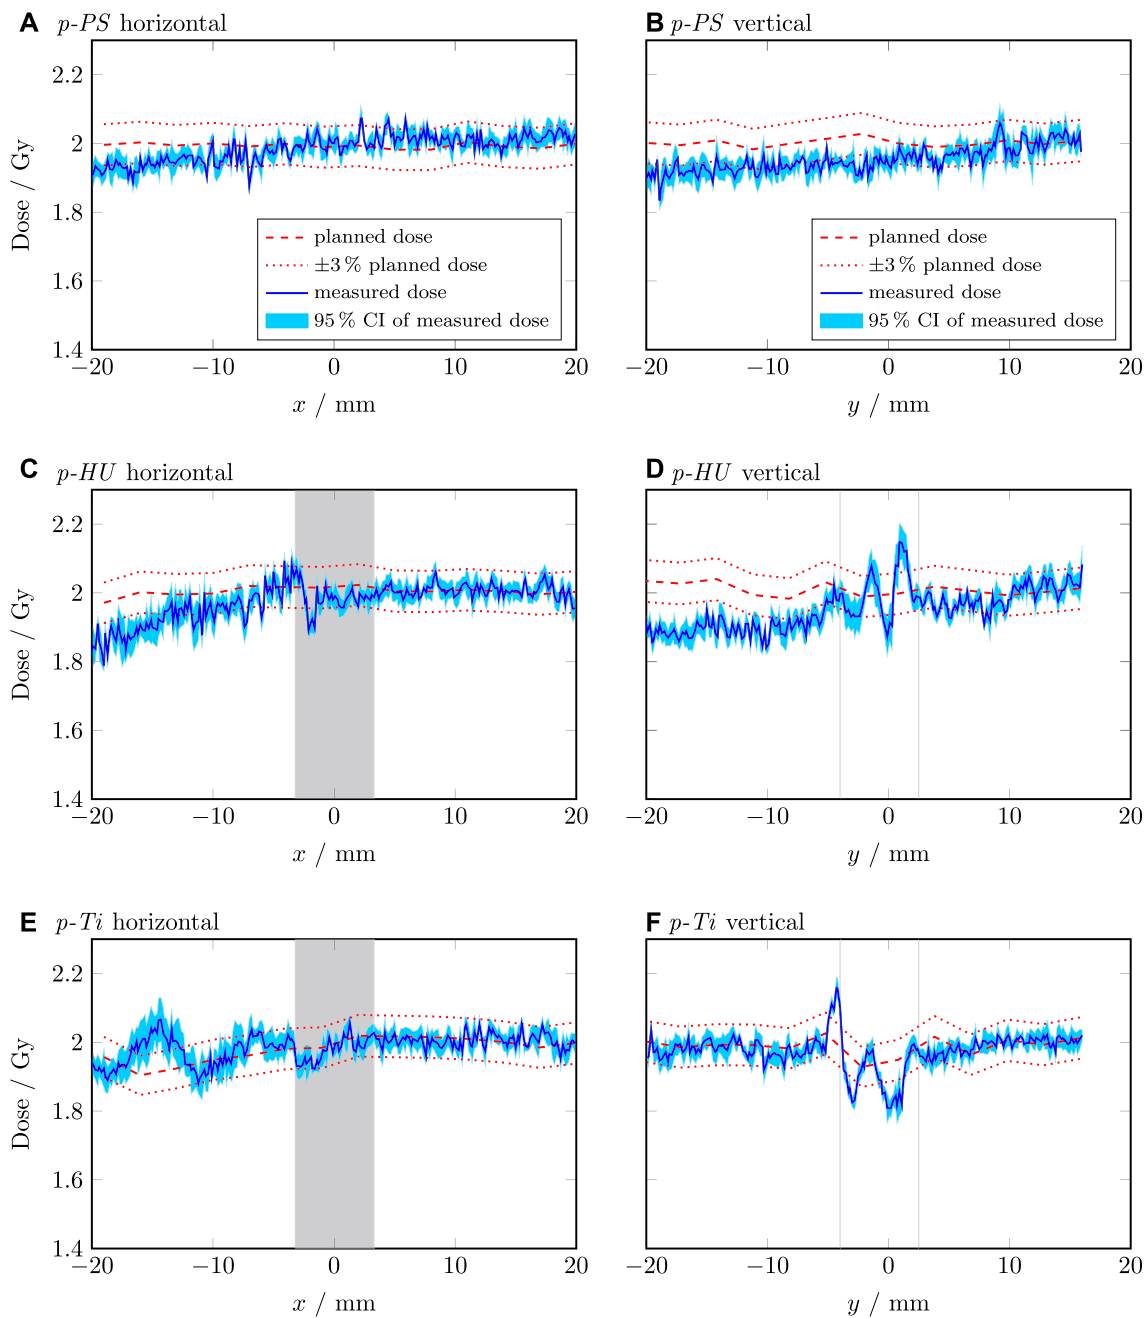 A p-PS horizontal
B p-PS vertical
2.2
2
1.8
1.6
1.4
Dose / Gy
planned dose
±3 % planned dose
measured dose
95 % CI of measured dose
planned dose
±3 % planned dose
measured dose
95 % CI of measured dose
−20 −10 0 10 20
−20 −10 0 10 20
x / mm
y / mm
C p-HU horizontal
D p-HU vertical
2.2
2
1.8
1.6
1.4
Dose / Gy
−20 −10 0 10 20
−20 −10 0 10 20
x / mm
y / mm
E p-Ti horizontal
F p-Ti vertical
2.2
2
1.8
1.6
1.4
Dose / Gy
−20 −10 0 10 20
−20 −10 0 10 20
x / mm
y / mm